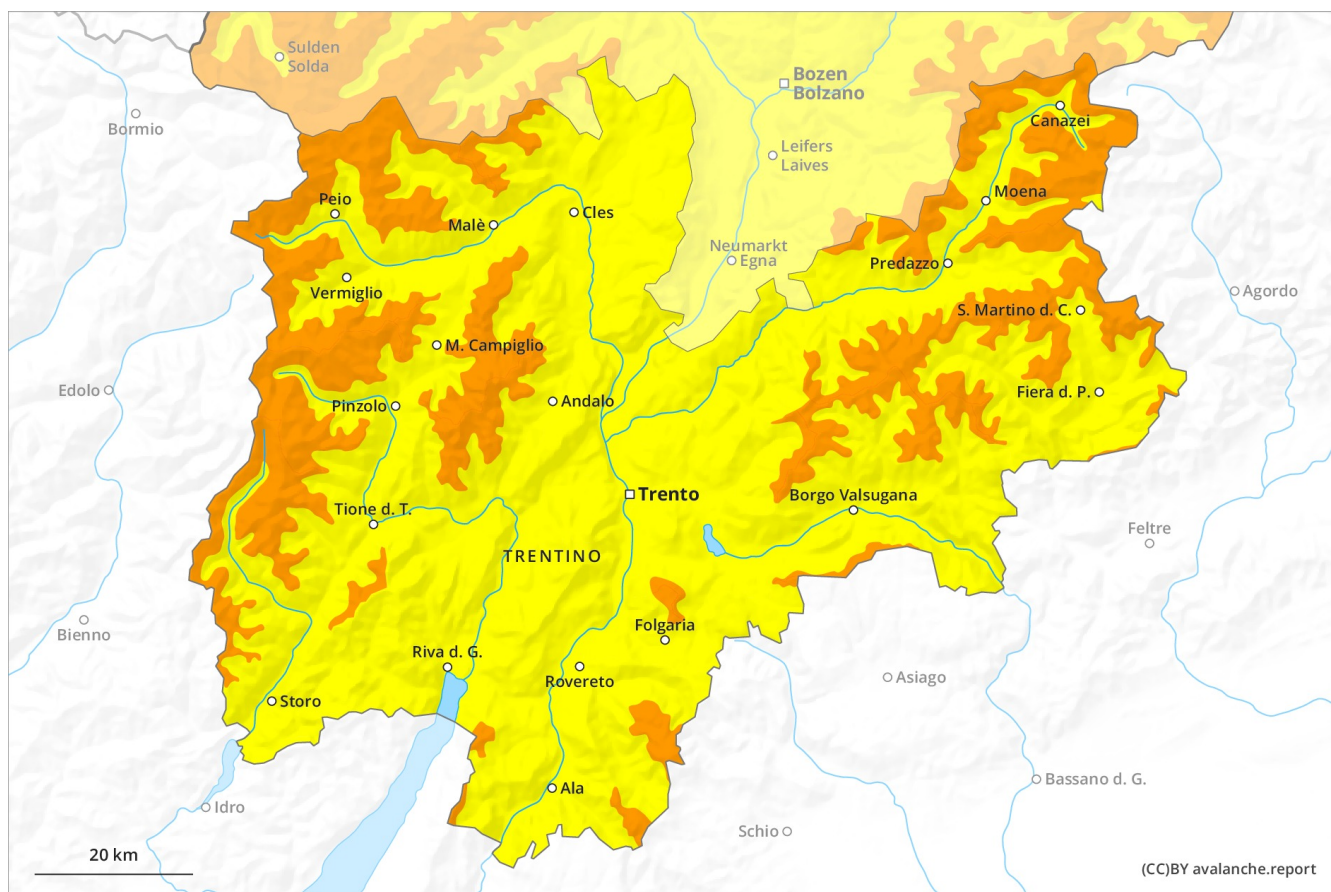 Sulden
Solda
Bozen
Bolzano
Bormio
Canazei
Leifers
Laives
Peio
Moena
Malè
Cles
Neumarkt
Egna
Predazzo
Vermiglio
Agordo
S. Martino d. C.
M. Campiglio
Edolo
Pinzolo
Andalo
Fiera d. P.
Trento
Borgo Valsugana
Tione d. T.
Feltre
TRENTINO
Bienno
Folgaria
Riva d. G.
Rovereto
Asiago
Storo
Bassano d. G.
Ala
Idro
Schio
20 km
(CC)BY avalanche.report